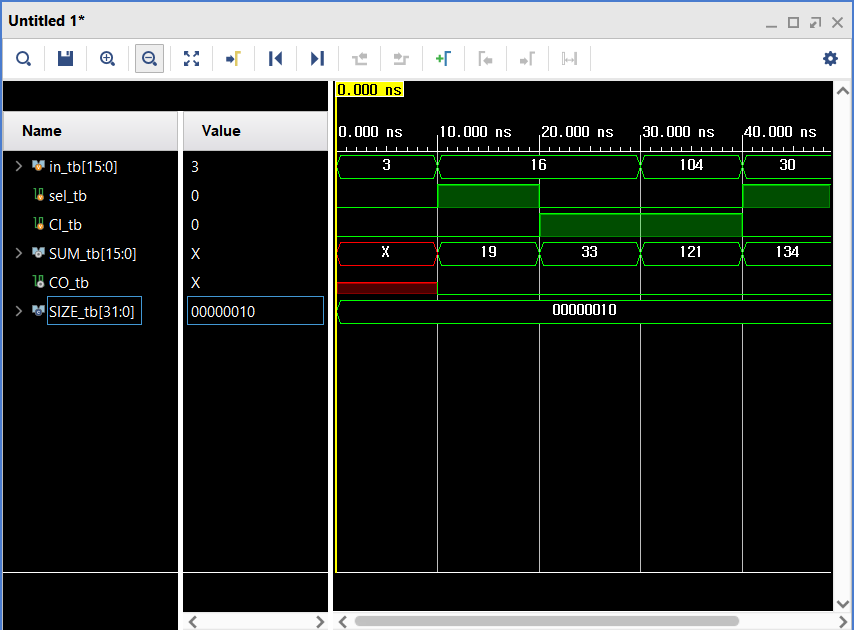 Untitled 1*
0.000 ns
Name Value
0.000 ns 10.000 ns 20.000 ns 30.000 ns 40.000 ns
in_tb[15:0] 3 3 16 104 30
sel_tb 0
CI_tb 0
SUM_tb[15:0] X X 19 33 121 134
CO_tb X
SIZE_tb[31:0] 00000010 00000010